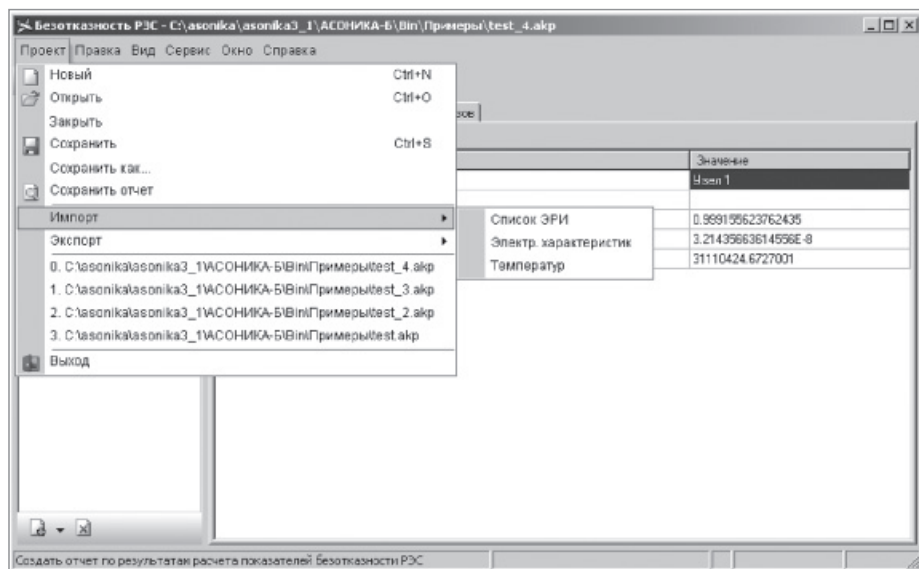 Безотказность РЭС - C:\asonika\asonika3_1\АСОНИКА-Б\Bin\Примеры\test_4.akp
Проект Правка Вид Сервис Окно Справка
Новый Ctrl+N
Открыть Ctrl+O
Закрыть
Сохранить Ctrl+S
Сохранить как...
Сохранить отчет
Импорт
Экспорт
0. C:\asonika\asonika3_1\АСОНИКА-Б\Bin\Примеры\test_4.akp
1. C:\asonika\asonika3_1\АСОНИКА-Б\Bin\Примеры\test_3.akp
2. C:\asonika\asonika3_1\АСОНИКА-Б\Bin\Примеры\test_2.akp
3. C:\asonika\asonika3_1\АСОНИКА-Б\Bin\Примеры\test.akp
Выход
Список ЭРИ
Электр. характеристик
Температур
зов
Значение
Узел 1
0.999155623762435
3.21435663614556E-8
31110424.6727001
Создать отчет по результатам расчета показателей безотказности РЭС